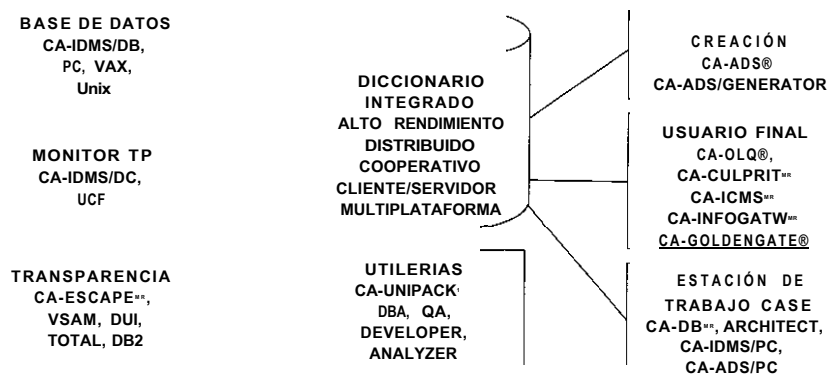 BASE DE DATOS
CA-IDMS/DB,
PC, VAX,
Unix
MONITOR TP
CA-IDMS/DC,
UCF
TRANSPARENCIA
CA-ESCAPEMR,
VSAM, DUI,
TOTAL, DB2
DICCIONARIO
INTEGRADO
ALTO RENDIMIENTO
DISTRIBUIDO
COOPERATIVO
CLIENTE/SERVIDOR
MULTIPLATAFORMA
UTILERIAS
CA-UNIPACK
DBA, QA,
DEVELOPER,
ANALYZER
CREACIÓN
CA-ADS®
CA-ADS/GENERATOR
USUARIO FINAL
CA-OLQ®,
CA-CULPRITMR
CA-ICMSMR
CA-INFOGATWMR
CA-GOLDENGATE®
ESTACIÓN DE
TRABAJO CASE
CA-DBMR, ARCHITECT,
CA-IDMS/PC,
CA-ADS/PC